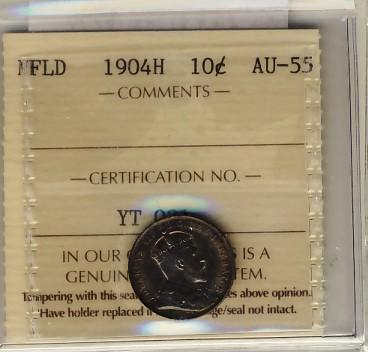 NFLD 1904H 10¢ AU-55
— COMMENTS —
— CERTIFICATION NO. —
YT
IN OUR IS A
GENUIN TEM.
Tampering with this sea es above opinion.
Have holder replaced i ge/seal not intact.